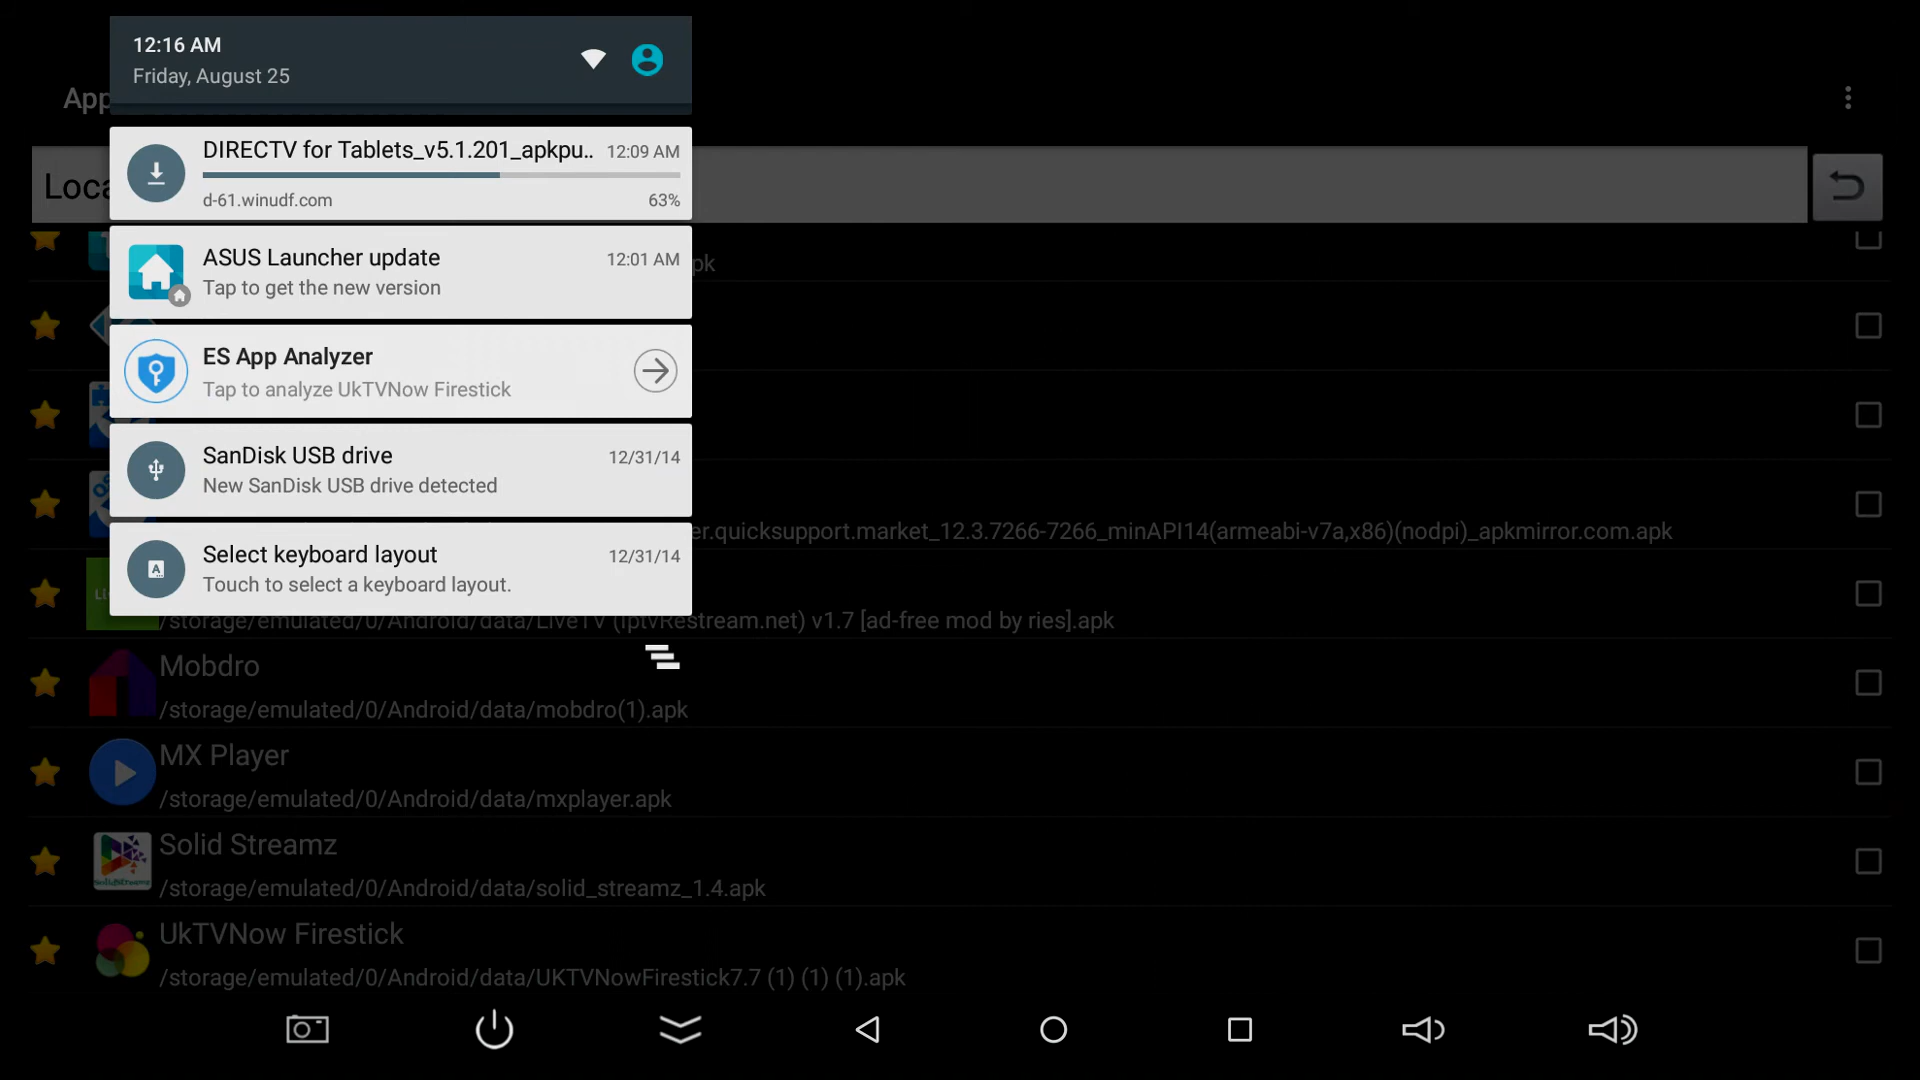 12:16 AM
Friday, August 25
App
Loca
DIRECTV for Tablets_v5.1.201_apkpu.. 12:09 AM
d-61.winudf.com 63%
ASUS Launcher update 12:01 AM
Tap to get the new version
pk
ES App Analyzer
Tap to analyze UkTVNow Firestick
SanDisk USB drive 12/31/14
New SanDisk USB drive detected
er.quicksupport.market_12.3.7266-7266_minAPI14(armeabi-v7a,x86)(nodpi)_apkmirror.com.apk
Select keyboard layout 12/31/14
Touch to select a keyboard layout.
/storage/emulated/0/Android/data/LiveTV (IptvRestream.net) v1.7 [ad-free mod by ries].apk
Mobdro
/storage/emulated/0/Android/data/mobdro(1).apk
MX Player
/storage/emulated/0/Android/data/mxplayer.apk
Solid Streamz
/storage/emulated/0/Android/data/solid_streamz_1.4.apk
UkTVNow Firestick
/storage/emulated/0/Android/data/UKTVNowFirestick7.7 (1) (1) (1).apk